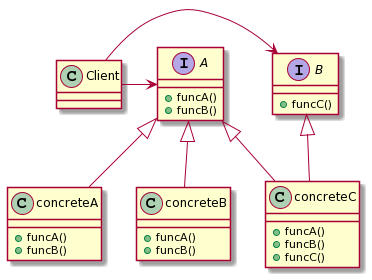 C Client
I A
funcA()
funcB()
I B
funcC()
C concreteA
funcA()
funcB()
C concreteB
funcA()
funcB()
C concreteC
funcA()
funcB()
funcC()